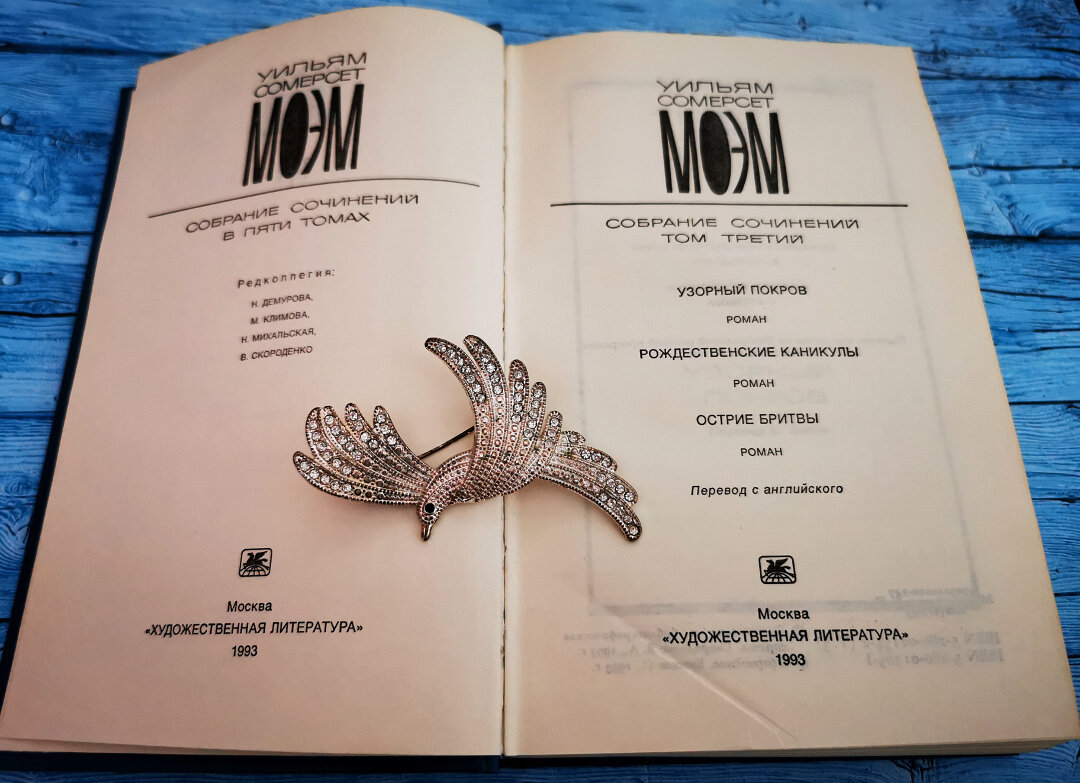 УИЛЬЯМ
СОМЕРСЕТ
МОЭМ
СОБРАНИЕ СОЧИНЕНИЙ
В ПЯТИ ТОМАХ
Редколлегия:
Н. ДЕМУРОВА,
М. КЛИМОВА,
Н. МИХАЛЬСКАЯ,
В. СКОРОДЕНКО
Москва
«ХУДОЖЕСТВЕННАЯ ЛИТЕРАТУРА»
1993
УИЛЬЯМ
СОМЕРСЕТ
МОЭМ
СОБРАНИЕ СОЧИНЕНИЙ
ТОМ ТРЕТИЙ
УЗОРНЫЙ ПОКРОВ
РОМАН
РОЖДЕСТВЕНСКИЕ КАНИКУЛЫ
РОМАН
ОСТРИЕ БРИТВЫ
РОМАН
Перевод с английского
Москва
«ХУДОЖЕСТВЕННАЯ ЛИТЕРАТУРА»
1993